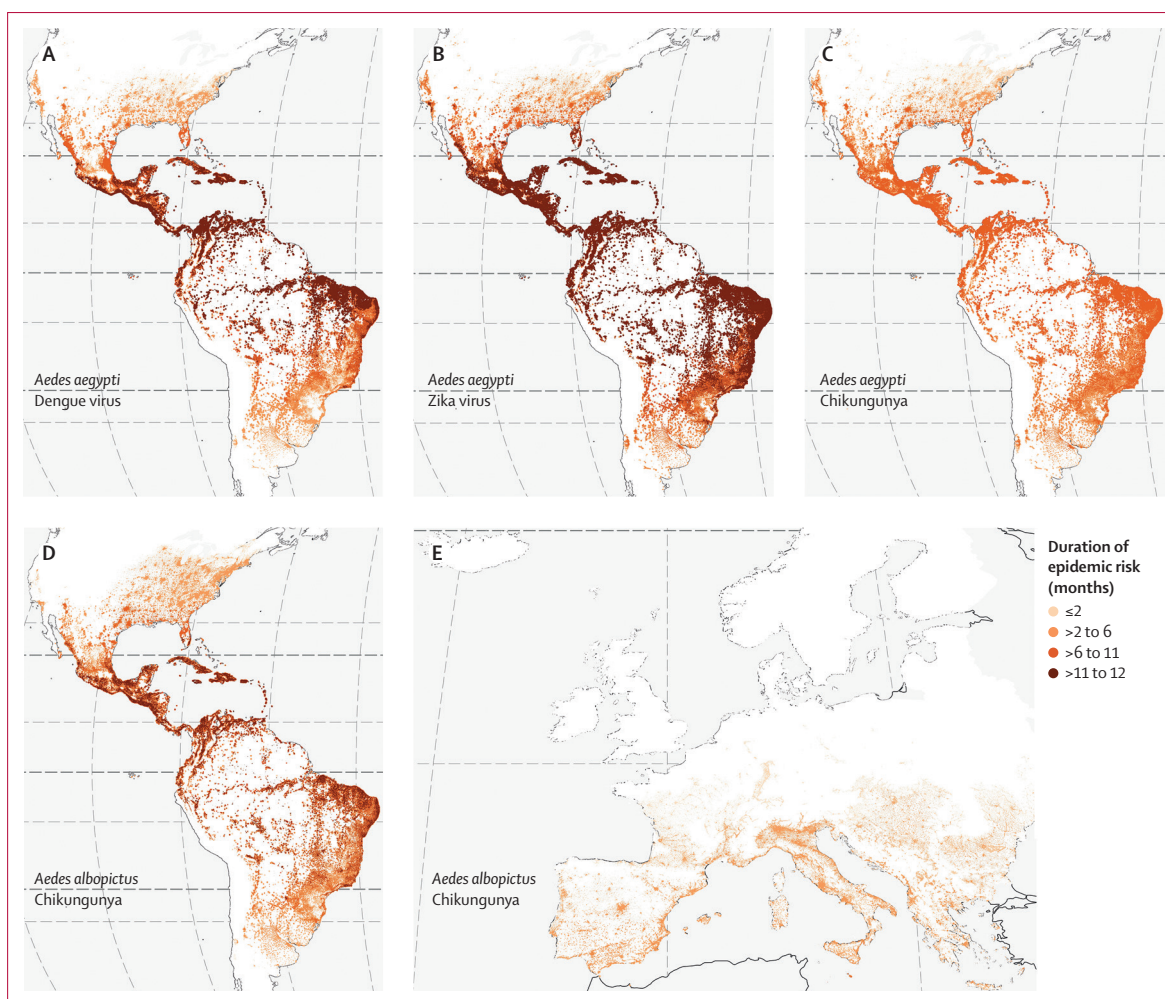 A
Aedes aegypti
Dengue virus
B
Aedes aegypti
Zika virus
C
Aedes aegypti
Chikungunya
D
Aedes albopictus
Chikungunya
E
Aedes albopictus
Chikungunya
Duration of
epidemic risk
(months)
≤2
>2 to 6
>6 to 11
>11 to 12